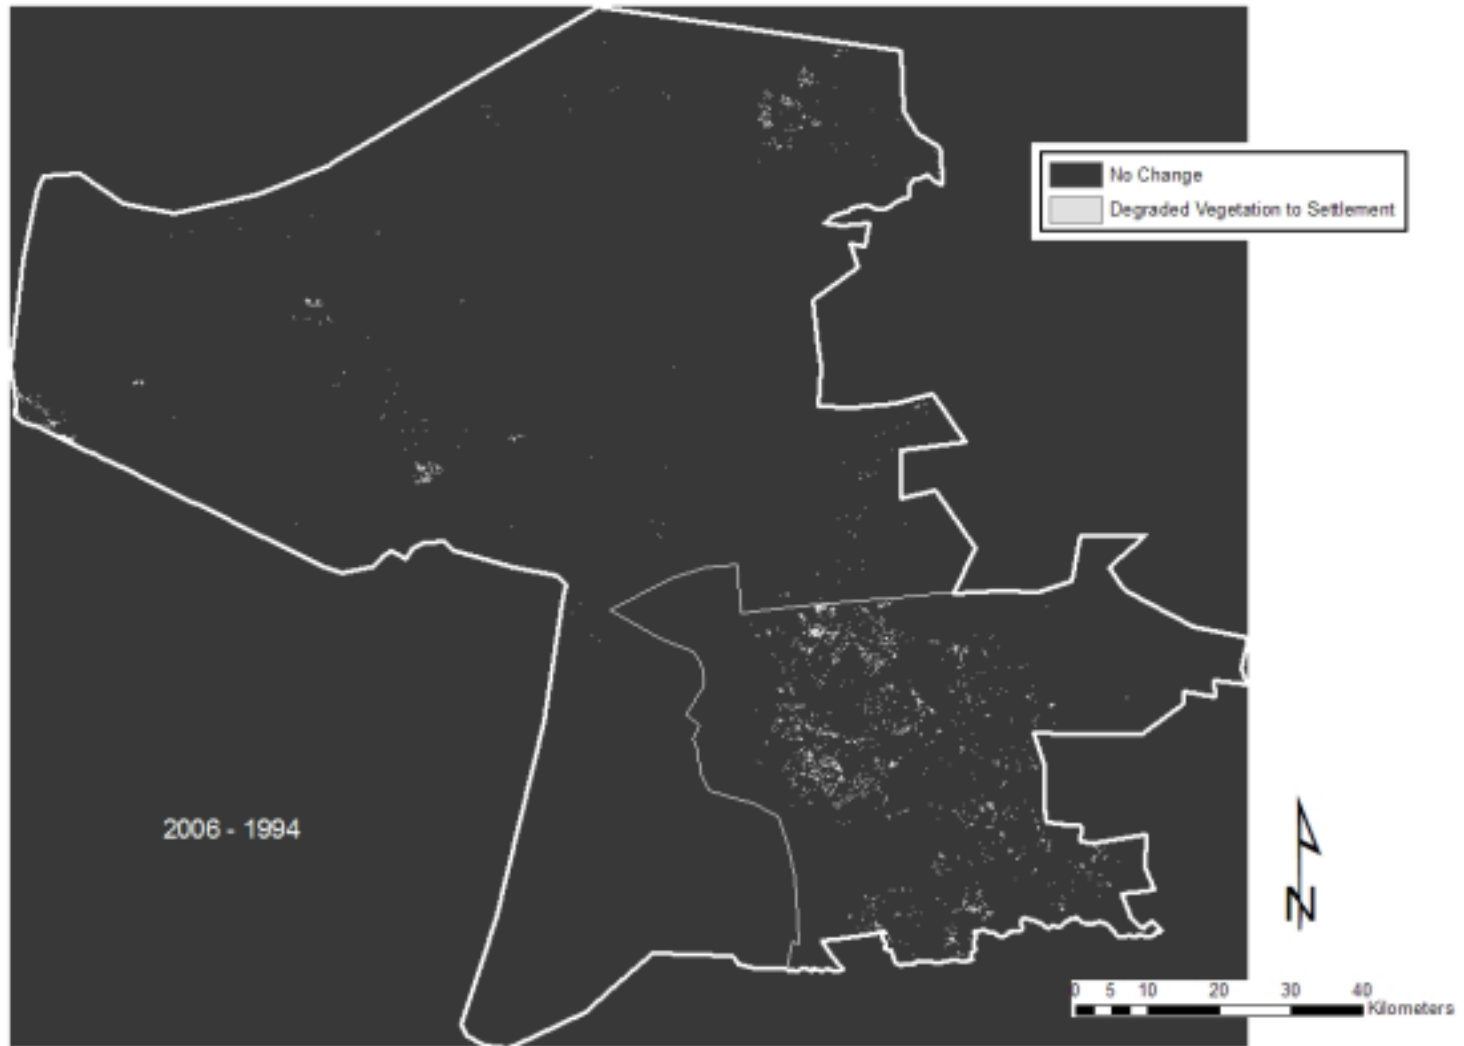 No Change
Degraded Vegetation to Settlement
2006 - 1994
N
0 5 10 20 30 40
Kilometers